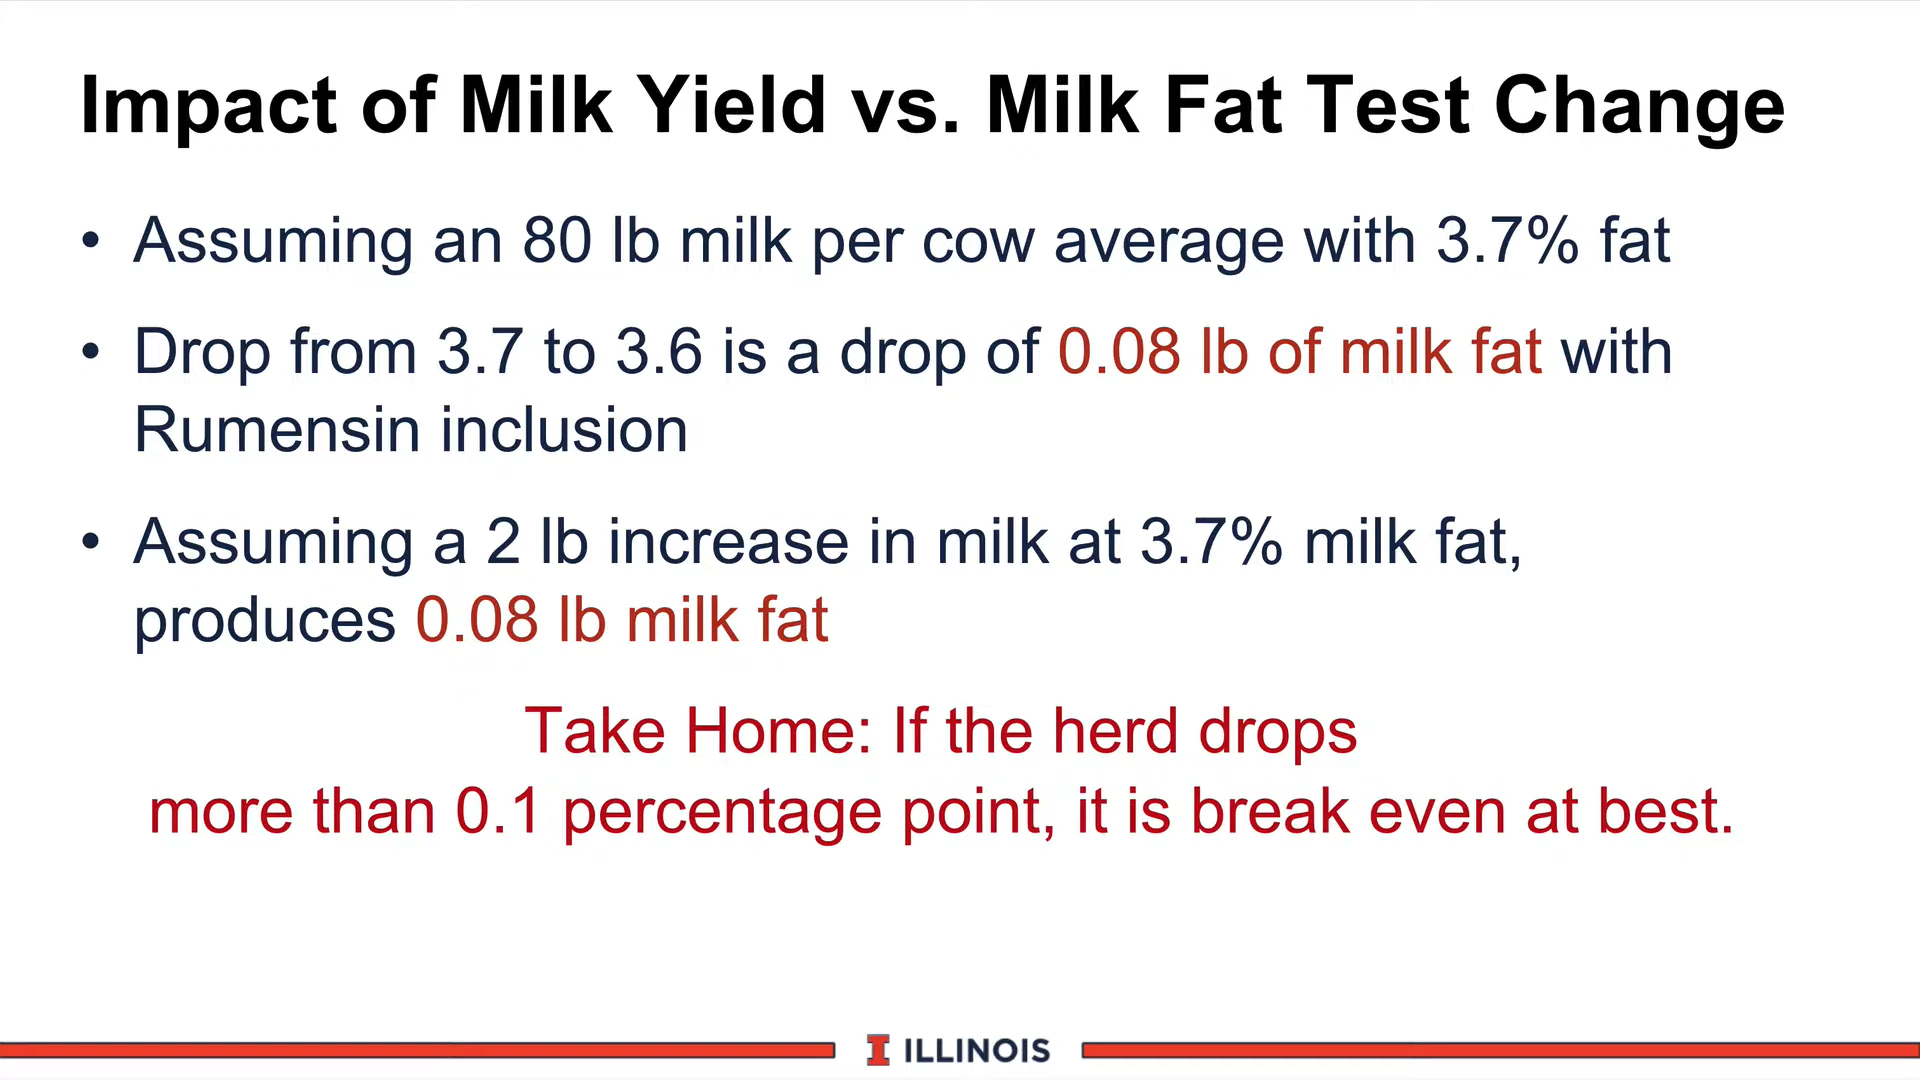 Impact of Milk Yield vs. Milk Fat Test Change
• Assuming an 80 lb milk per cow average with 3.7% fat
• Drop from 3.7 to 3.6 is a drop of 0.08 lb of milk fat with
Rumensin inclusion
• Assuming a 2 lb increase in milk at 3.7% milk fat,
produces 0.08 lb milk fat
Take Home: If the herd drops
more than 0.1 percentage point, it is break even at best.
I ILLINOIS